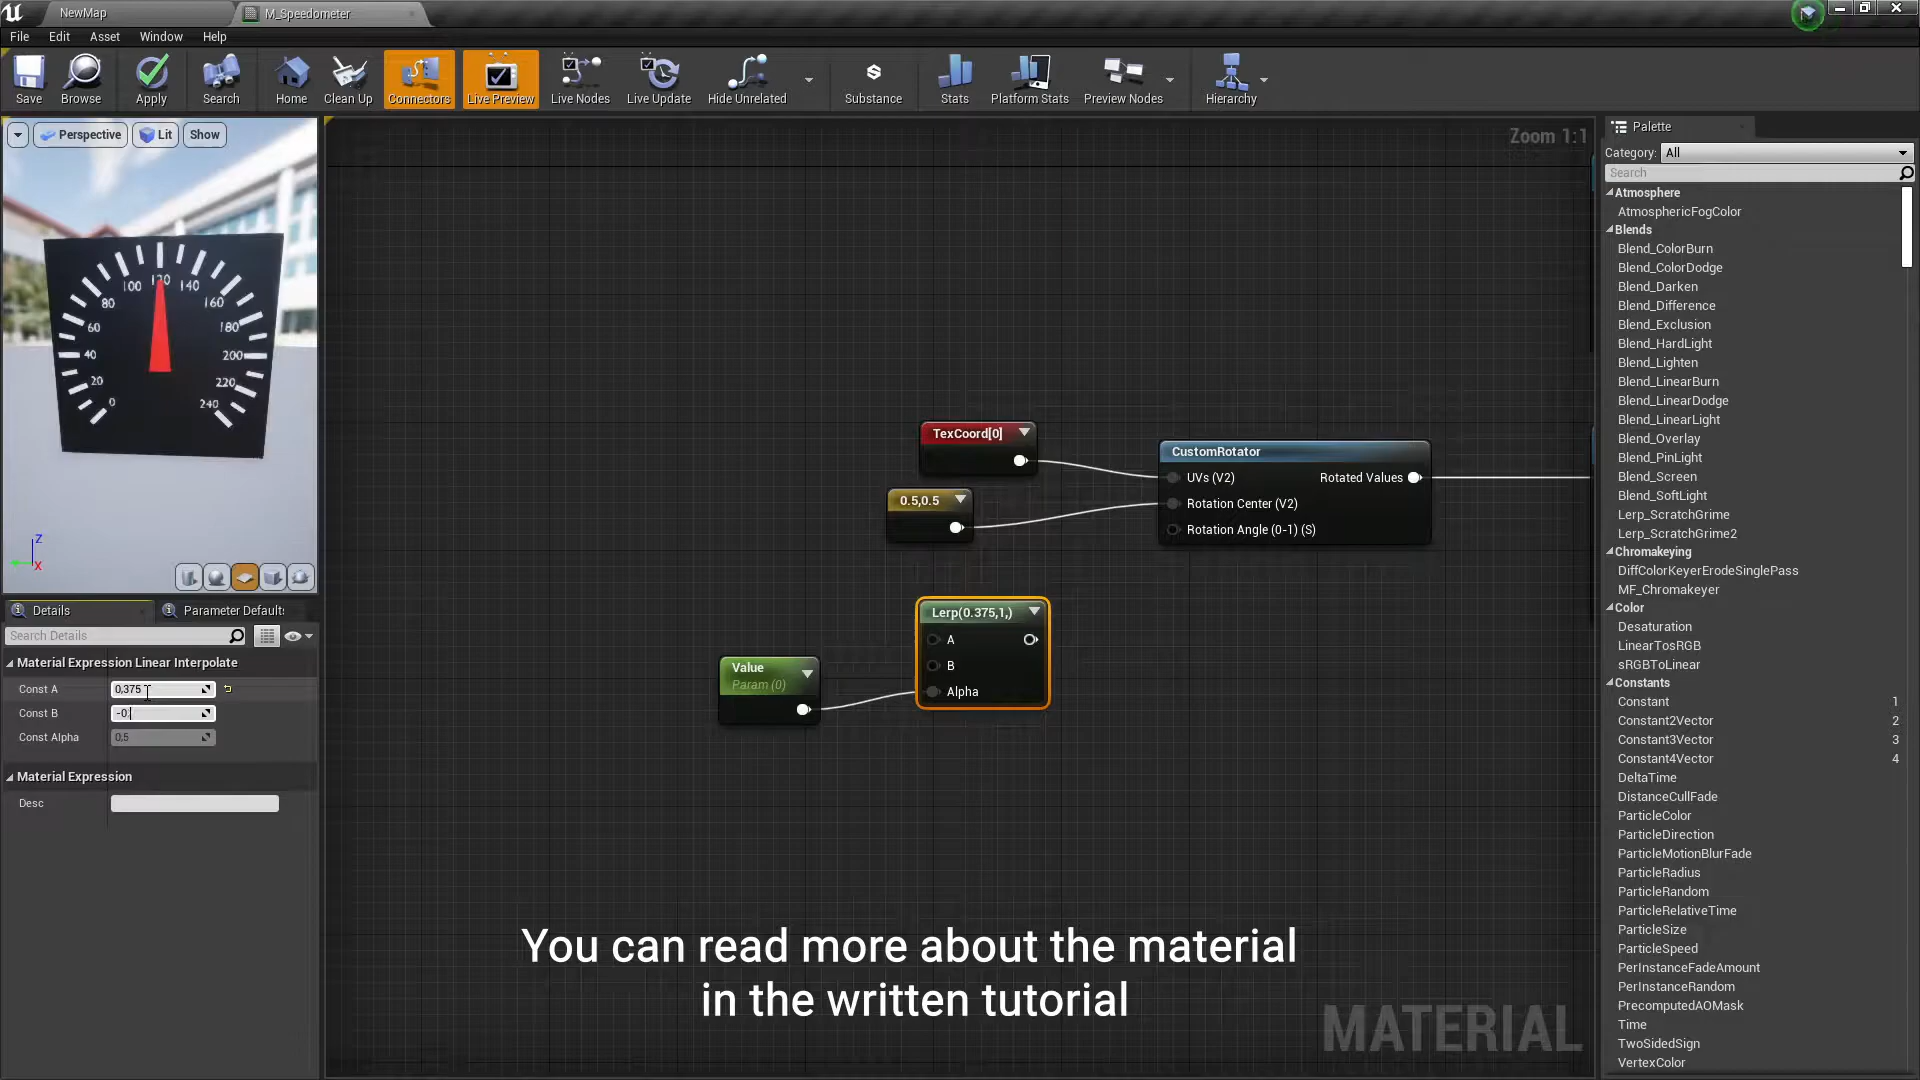 NewMap
M_Speedometer
File Edit Asset Window Help
Save Browse Apply Search Home Clean Up Connectors Live Preview Live Nodes Live Update Hide Unrelated Substance Stats Platform Stats Preview Nodes Hierarchy
Perspective Lit Show
Zoom 1:1
0 20 40 60 80 100 120 140 160 180 200 220 240
Z
X
Details
Parameter Defaults
Search Details
Material Expression Linear Interpolate
Const A 0,375
Const B -0,
Const Alpha 0,5
Material Expression
Desc
TexCoord[0]
0.5,0.5
CustomRotator
UVs (V2) Rotated Values
Rotation Center (V2)
Rotation Angle (0-1) (S)
Lerp(0.375,1,)
A
B
Alpha
Value
Param (0)
You can read more about the material
in the written tutorial
MATERIAL
Palette
Category: All
Search
Atmosphere
AtmosphericFogColor
Blends
Blend_ColorBurn
Blend_ColorDodge
Blend_Darken
Blend_Difference
Blend_Exclusion
Blend_HardLight
Blend_Lighten
Blend_LinearBurn
Blend_LinearDodge
Blend_LinearLight
Blend_Overlay
Blend_PinLight
Blend_Screen
Blend_SoftLight
Lerp_ScratchGrime
Lerp_ScratchGrime2
Chromakeying
DiffColorKeyerErodeSinglePass
MF_Chromakeyer
Color
Desaturation
LinearTosRGB
sRGBToLinear
Constants
Constant 1
Constant2Vector 2
Constant3Vector 3
Constant4Vector 4
DeltaTime
DistanceCullFade
ParticleColor
ParticleDirection
ParticleMotionBlurFade
ParticleRadius
ParticleRandom
ParticleRelativeTime
ParticleSize
ParticleSpeed
PerInstanceFadeAmount
PerInstanceRandom
PrecomputedAOMask
Time
TwoSidedSign
VertexColor